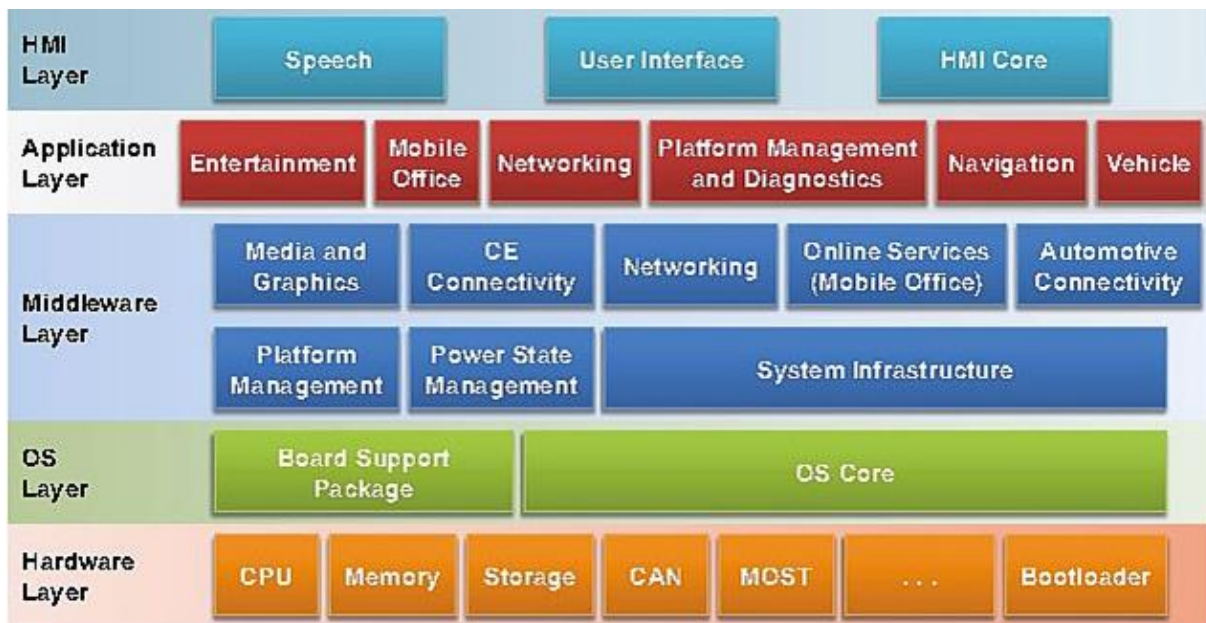 HMI
Layer
Speech
User Interface
HMI Core
Application
Layer
Entertainment
Mobile
Office
Networking
Platform Management
and Diagnostics
Navigation
Vehicle
Middleware
Layer
Media and
Graphics
CE
Connectivity
Networking
Online Services
(Mobile Office)
Automotive
Connectivity
Platform
Management
Power State
Management
System Infrastructure
OS
Layer
Board Support
Package
OS Core
Hardware
Layer
CPU
Memory
Storage
CAN
MOST
. . .
Bootloader